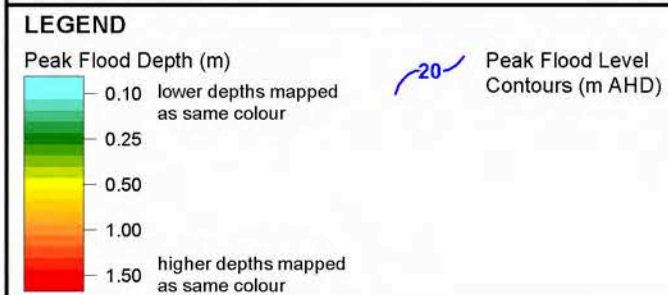 LEGEND
Peak Flood Depth (m)
0.10 lower depths mapped
as same colour
0.25
0.50
1.00
1.50 higher depths mapped
as same colour
20
Peak Flood Level
Contours (m AHD)